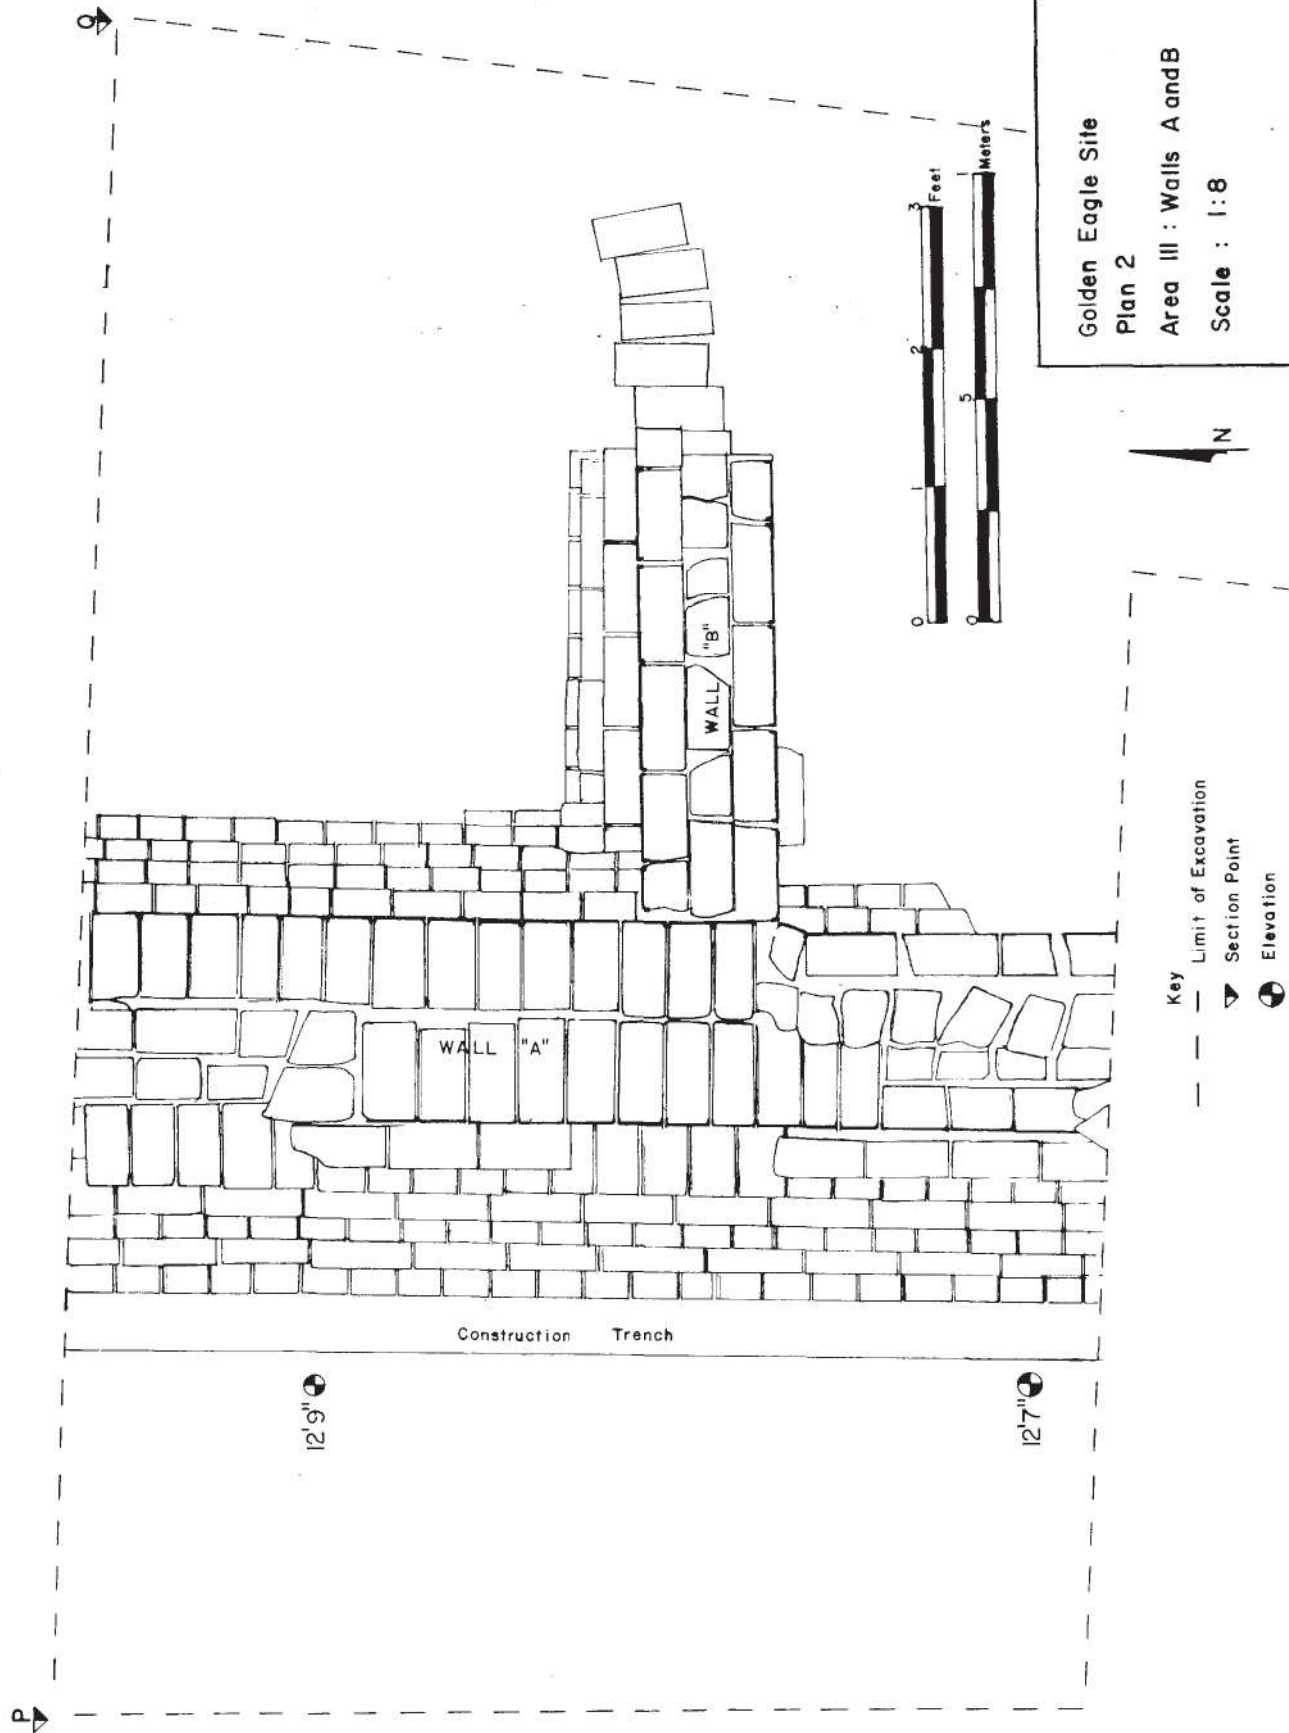 Q
P
WALL "A"
WALL "B"
Construction Trench
12'9"
12'7"
0 1 2 3
Feet
0 5 1
Meters
N
Key
Limit of Excavation
Section Point
Elevation
Golden Eagle Site
Plan 2
Area III : Walls A and B
Scale : 1:8